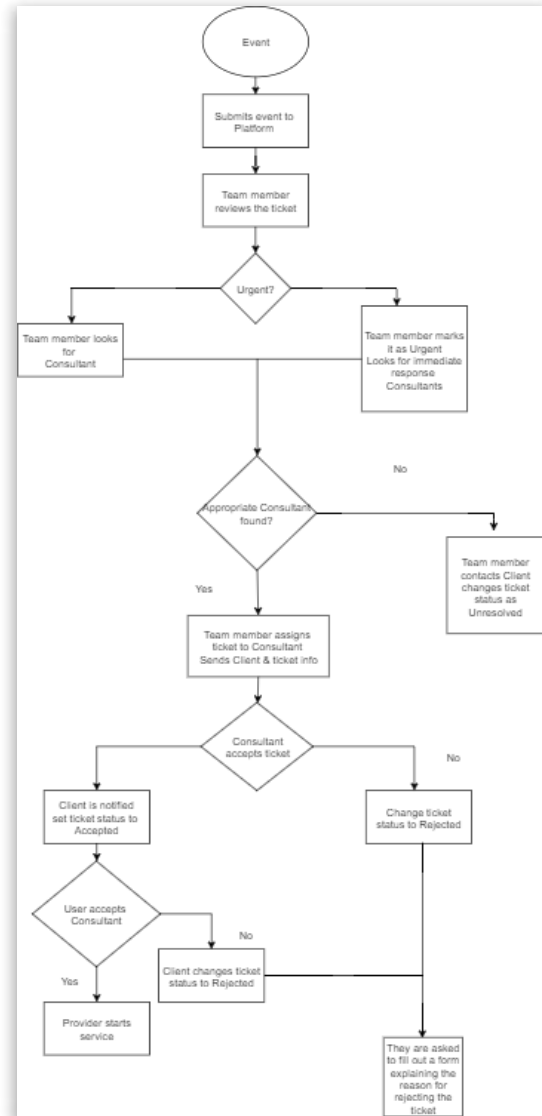 Event
Submits event to
Platform
Team member
reviews the ticket
Urgent?
Team member looks
for
Consultant
Team member marks
it as Urgent
Looks for immediate
response
Consultants
No
Appropriate Consultant
found?
Team member
contacts Client
changes ticket
status as
Unresolved
Yes
Team member assigns
ticket to Consultant
Sends Client & ticket info
Consultant
accepts ticket
No
Client is notified
set ticket status to
Accepted
Change ticket
status to Rejected
User accepts
Consultant
No
Client changes ticket
status to Rejected
Yes
Provider starts
service
They are asked
to fill out a form
explaining the
reason for
rejecting the
ticket